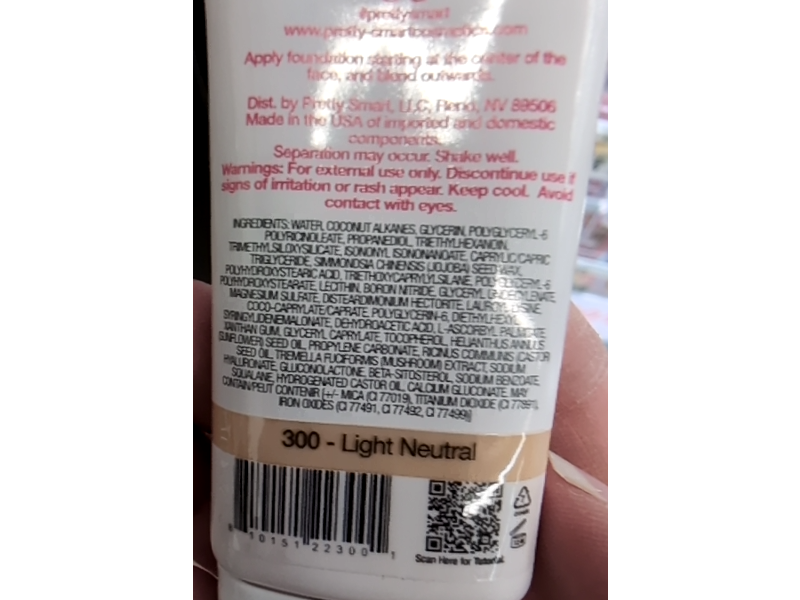 #prettysmart
www.pretty-smartcosmetics.com
Apply foundation starting at the center of the
face, and blend outwards.
Dist. by Pretty Smart, LLC, Reno, NV 89506
Made in the USA of imported and domestic
components.
Separation may occur. Shake well.
Warnings: For external use only. Discontinue use if
signs of irritation or rash appear. Keep cool. Avoid
contact with eyes.
INGREDIENTS: WATER, COCONUT ALKANES, GLYCERIN, POLYGLYCERYL-6
POLYRICINOLEATE, PROPANEDIOL, TRIETHYLHEXANOIN,
TRIMETHYLSILOXYSILICATE, ISONONYL ISONONANOATE, CAPRYLIC/CAPRIC
TRIGLYCERIDE, SIMMONDSIA CHINENSIS (JOJOBA) SEED WAX,
POLYHYDROXYSTEARIC ACID, TRIETHOXYCAPRYLYLSILANE, POLYGLYCERYL-6
POLYHYDROXYSTEARATE, LECITHIN, BORON NITRIDE, GLYCERYL
MAGNESIUM SULFATE, DISTEARDIMONIUM HECTORITE, LAUROYL LYSINE,
COCO-CAPRYLATE/CAPRATE, POLYGLYCERIN-6, DIETHYLHEXYL
SYRINGYLIDENEMALONATE, DEHYDROACETIC ACID, L-ASCORBYL PALMITATE,
XANTHAN GUM, GLYCERYL CAPRYLATE, TOCOPHEROL, HELIANTHUS ANNUUS
(SUNFLOWER) SEED OIL, PROPYLENE CARBONATE, RICINUS COMMUNIS (CASTOR)
SEED OIL, TREMELLA FUCIFORMIS (MUSHROOM) EXTRACT, SODIUM
HYALURONATE, GLUCONOLACTONE, BETA-SITOSTEROL, SODIUM BENZOATE,
SQUALANE, HYDROGENATED CASTOR OIL, CALCIUM GLUCONATE, MAY
CONTAIN/PEUT CONTENIR [+/- MICA (CI 77019), TITANIUM DIOXIDE (CI 77891),
IRON OXIDES (CI 77491, CI 77492, CI 77499)]
300 - Light Neutral
8 10151 22300 1
Scan Here for Tutorial.